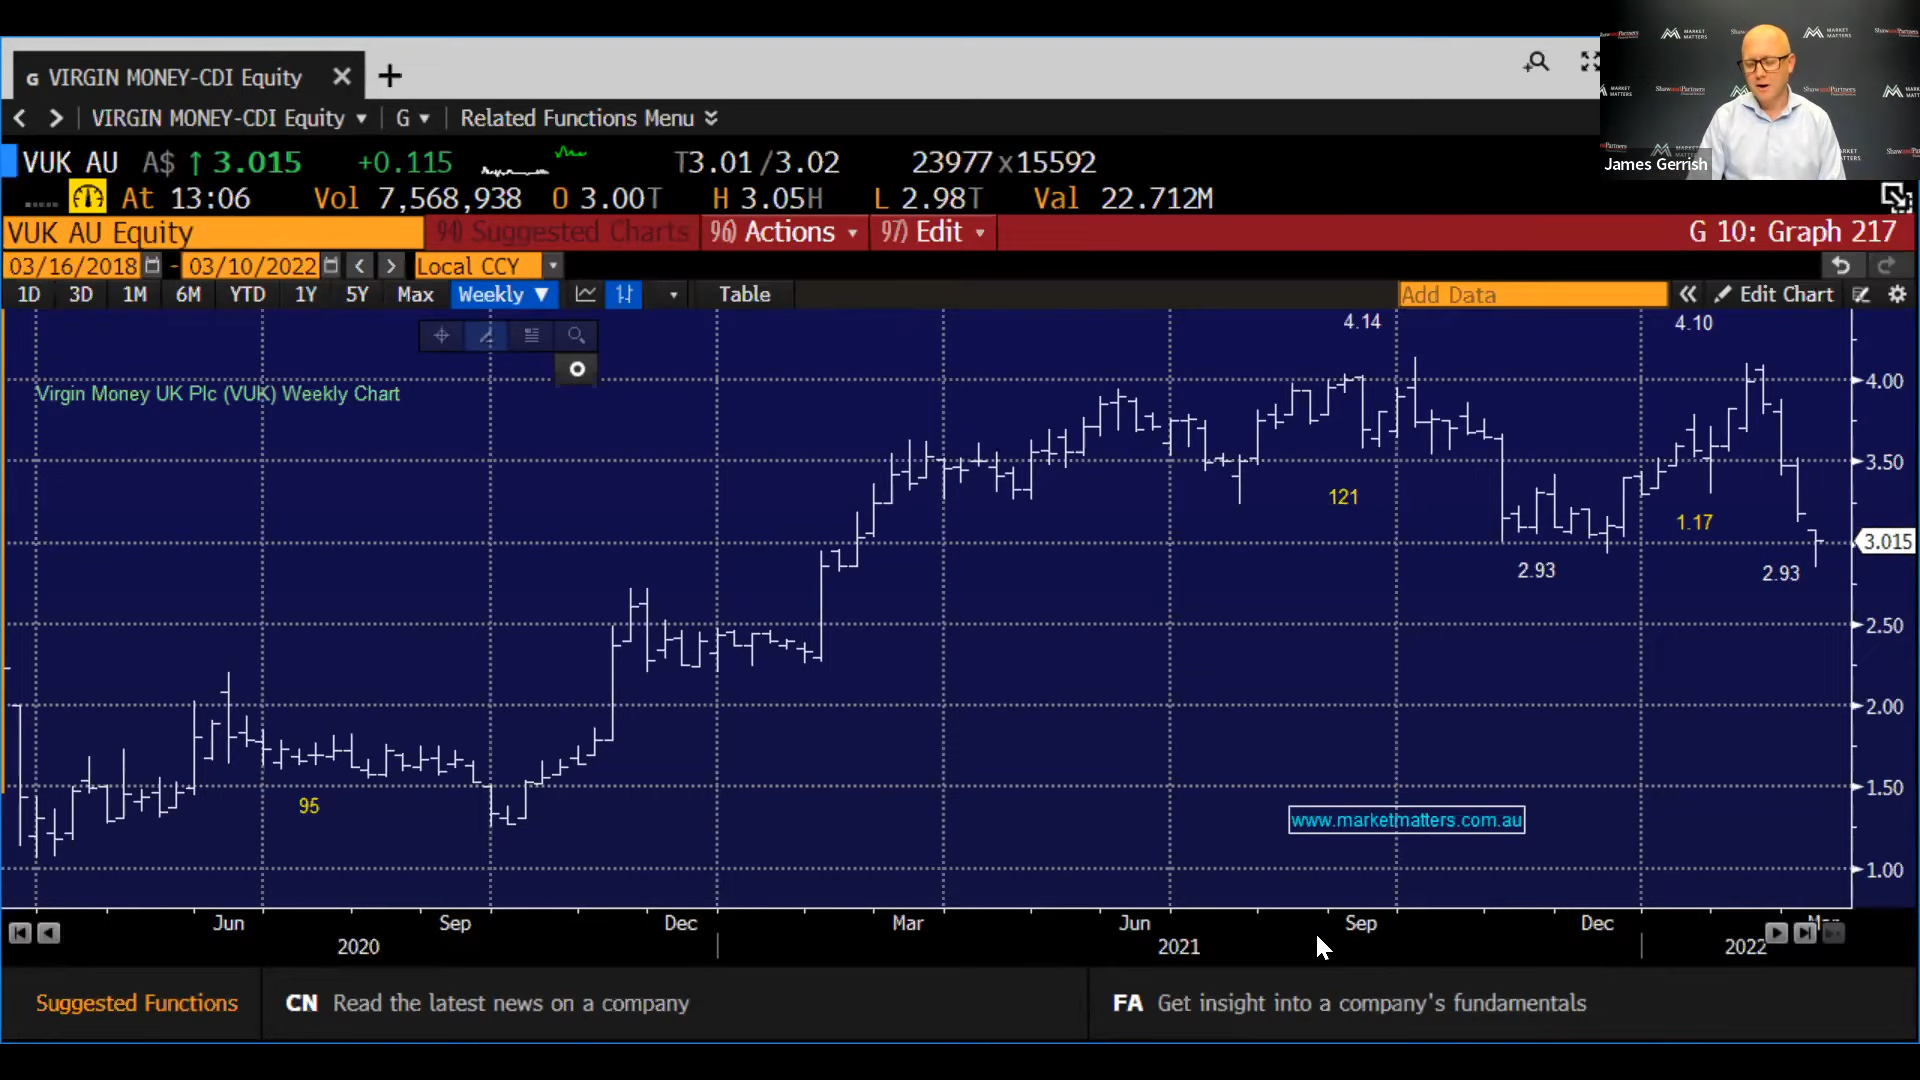 G VIRGIN MONEY-CDI Equity
VIRGIN MONEY-CDI Equity G Related Functions Menu
VUK AU A$ 3.015 +0.115 T3.01/3.02 23977x15592
At 13:06 Vol 7,568,938 O 3.00T H 3.05H L 2.98T Val 22.712M
VUK AU Equity 94) Suggested Charts 96) Actions 97) Edit G 10: Graph 217
03/16/2018 - 03/10/2022 Local CCY
1D 3D 1M 6M YTD 1Y 5Y Max Weekly Table Add Data Edit Chart
James Gerrish
MARKET MATTERS
ShawandPartners
Virgin Money UK Plc (VUK) Weekly Chart
4.14
4.10
4.00
3.50
121
1.17
3.015
2.93
2.93
2.50
2.00
1.50
95
www.marketmatters.com.au
1.00
Jun Sep Dec Mar Jun Sep Dec Mar
2020 2021 2022
Suggested Functions CN Read the latest news on a company FA Get insight into a company's fundamentals